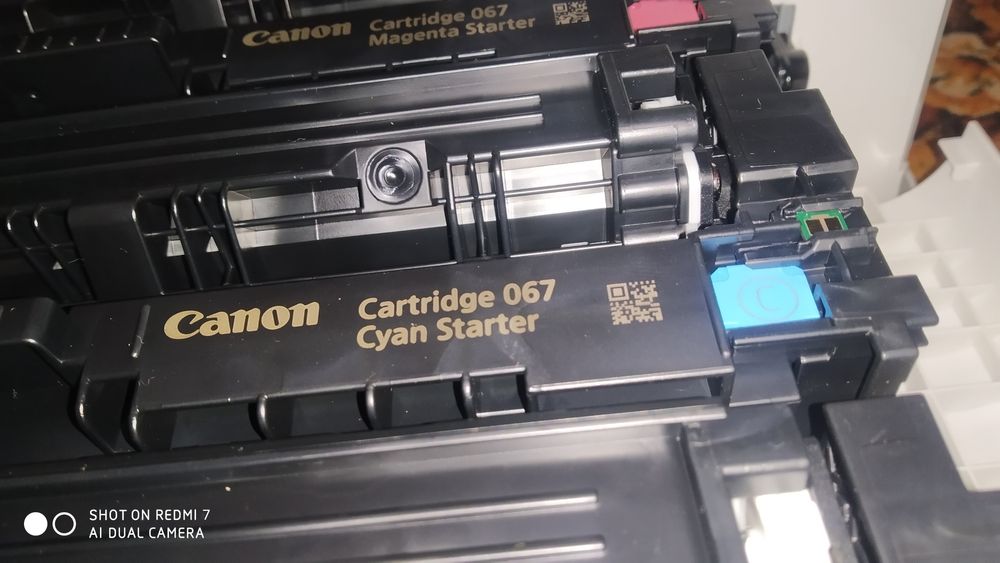 Canon
Cartridge 067
Magenta Starter
Canon
Cartridge 067
Cyan Starter
C
SHOT ON REDMI 7
AI DUAL CAMERA